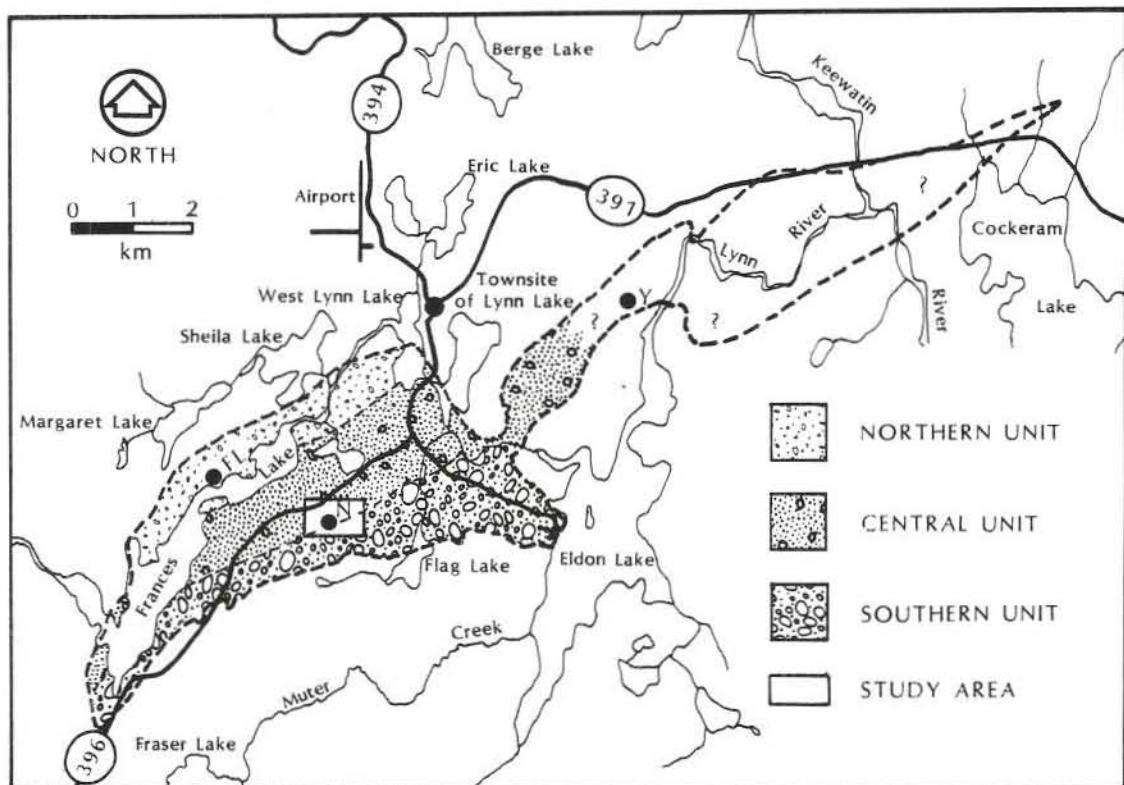 Berge Lake
Keewatin
394
NORTH
Eric Lake
Airport
0 1 2
km
397
?
River
Cockeram
Lynn
West Lynn Lake
Townsite
of Lynn Lake
Y
?
?
River
Lake
Sheila Lake
Margaret Lake
NORTHERN UNIT
FL
Lake
N
CENTRAL UNIT
Flag Lake
Eldon Lake
Frances
SOUTHERN UNIT
Creek
Muter
STUDY AREA
396
Fraser Lake